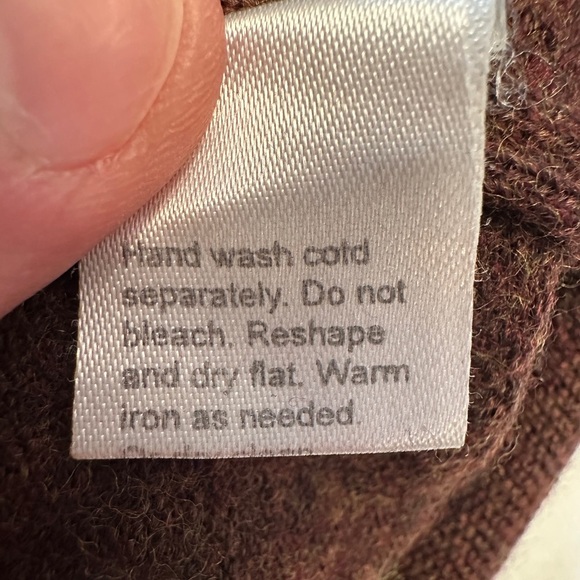 Hand wash cold
separately. Do not
bleach. Reshape
and dry flat. Warm
iron as needed.